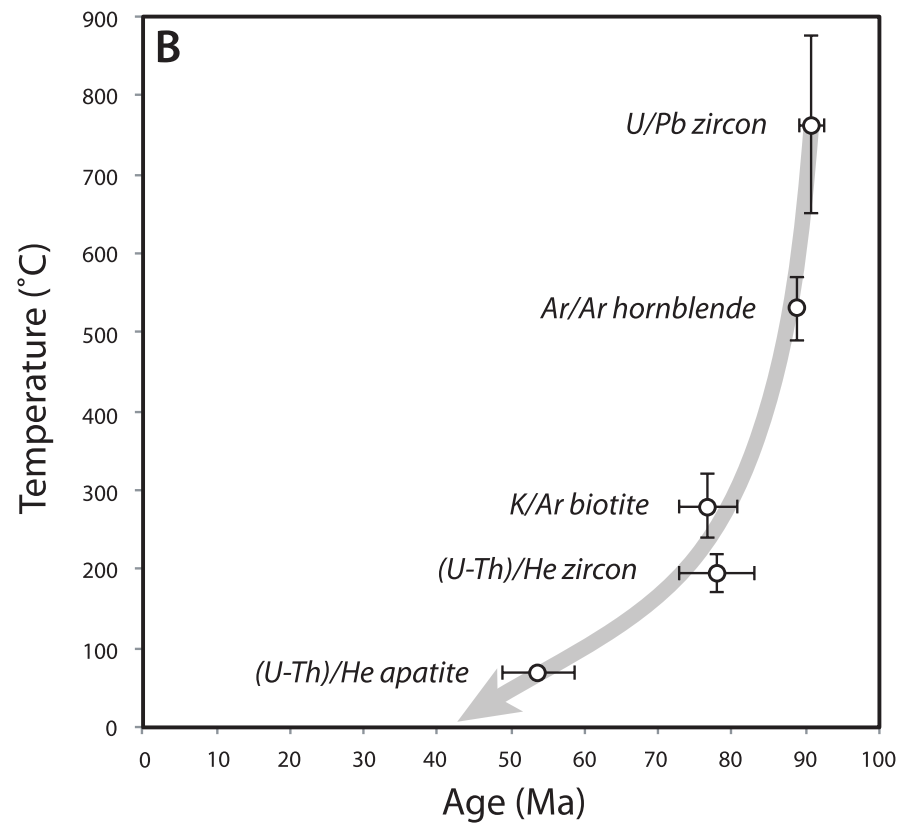 B
900
800
700
600
500
400
300
200
100
0
Temperature (˚C)
U/Pb zircon
Ar/Ar hornblende
K/Ar biotite
(U-Th)/He zircon
(U-Th)/He apatite
0 10 20 30 40 50 60 70 80 90 100
Age (Ma)